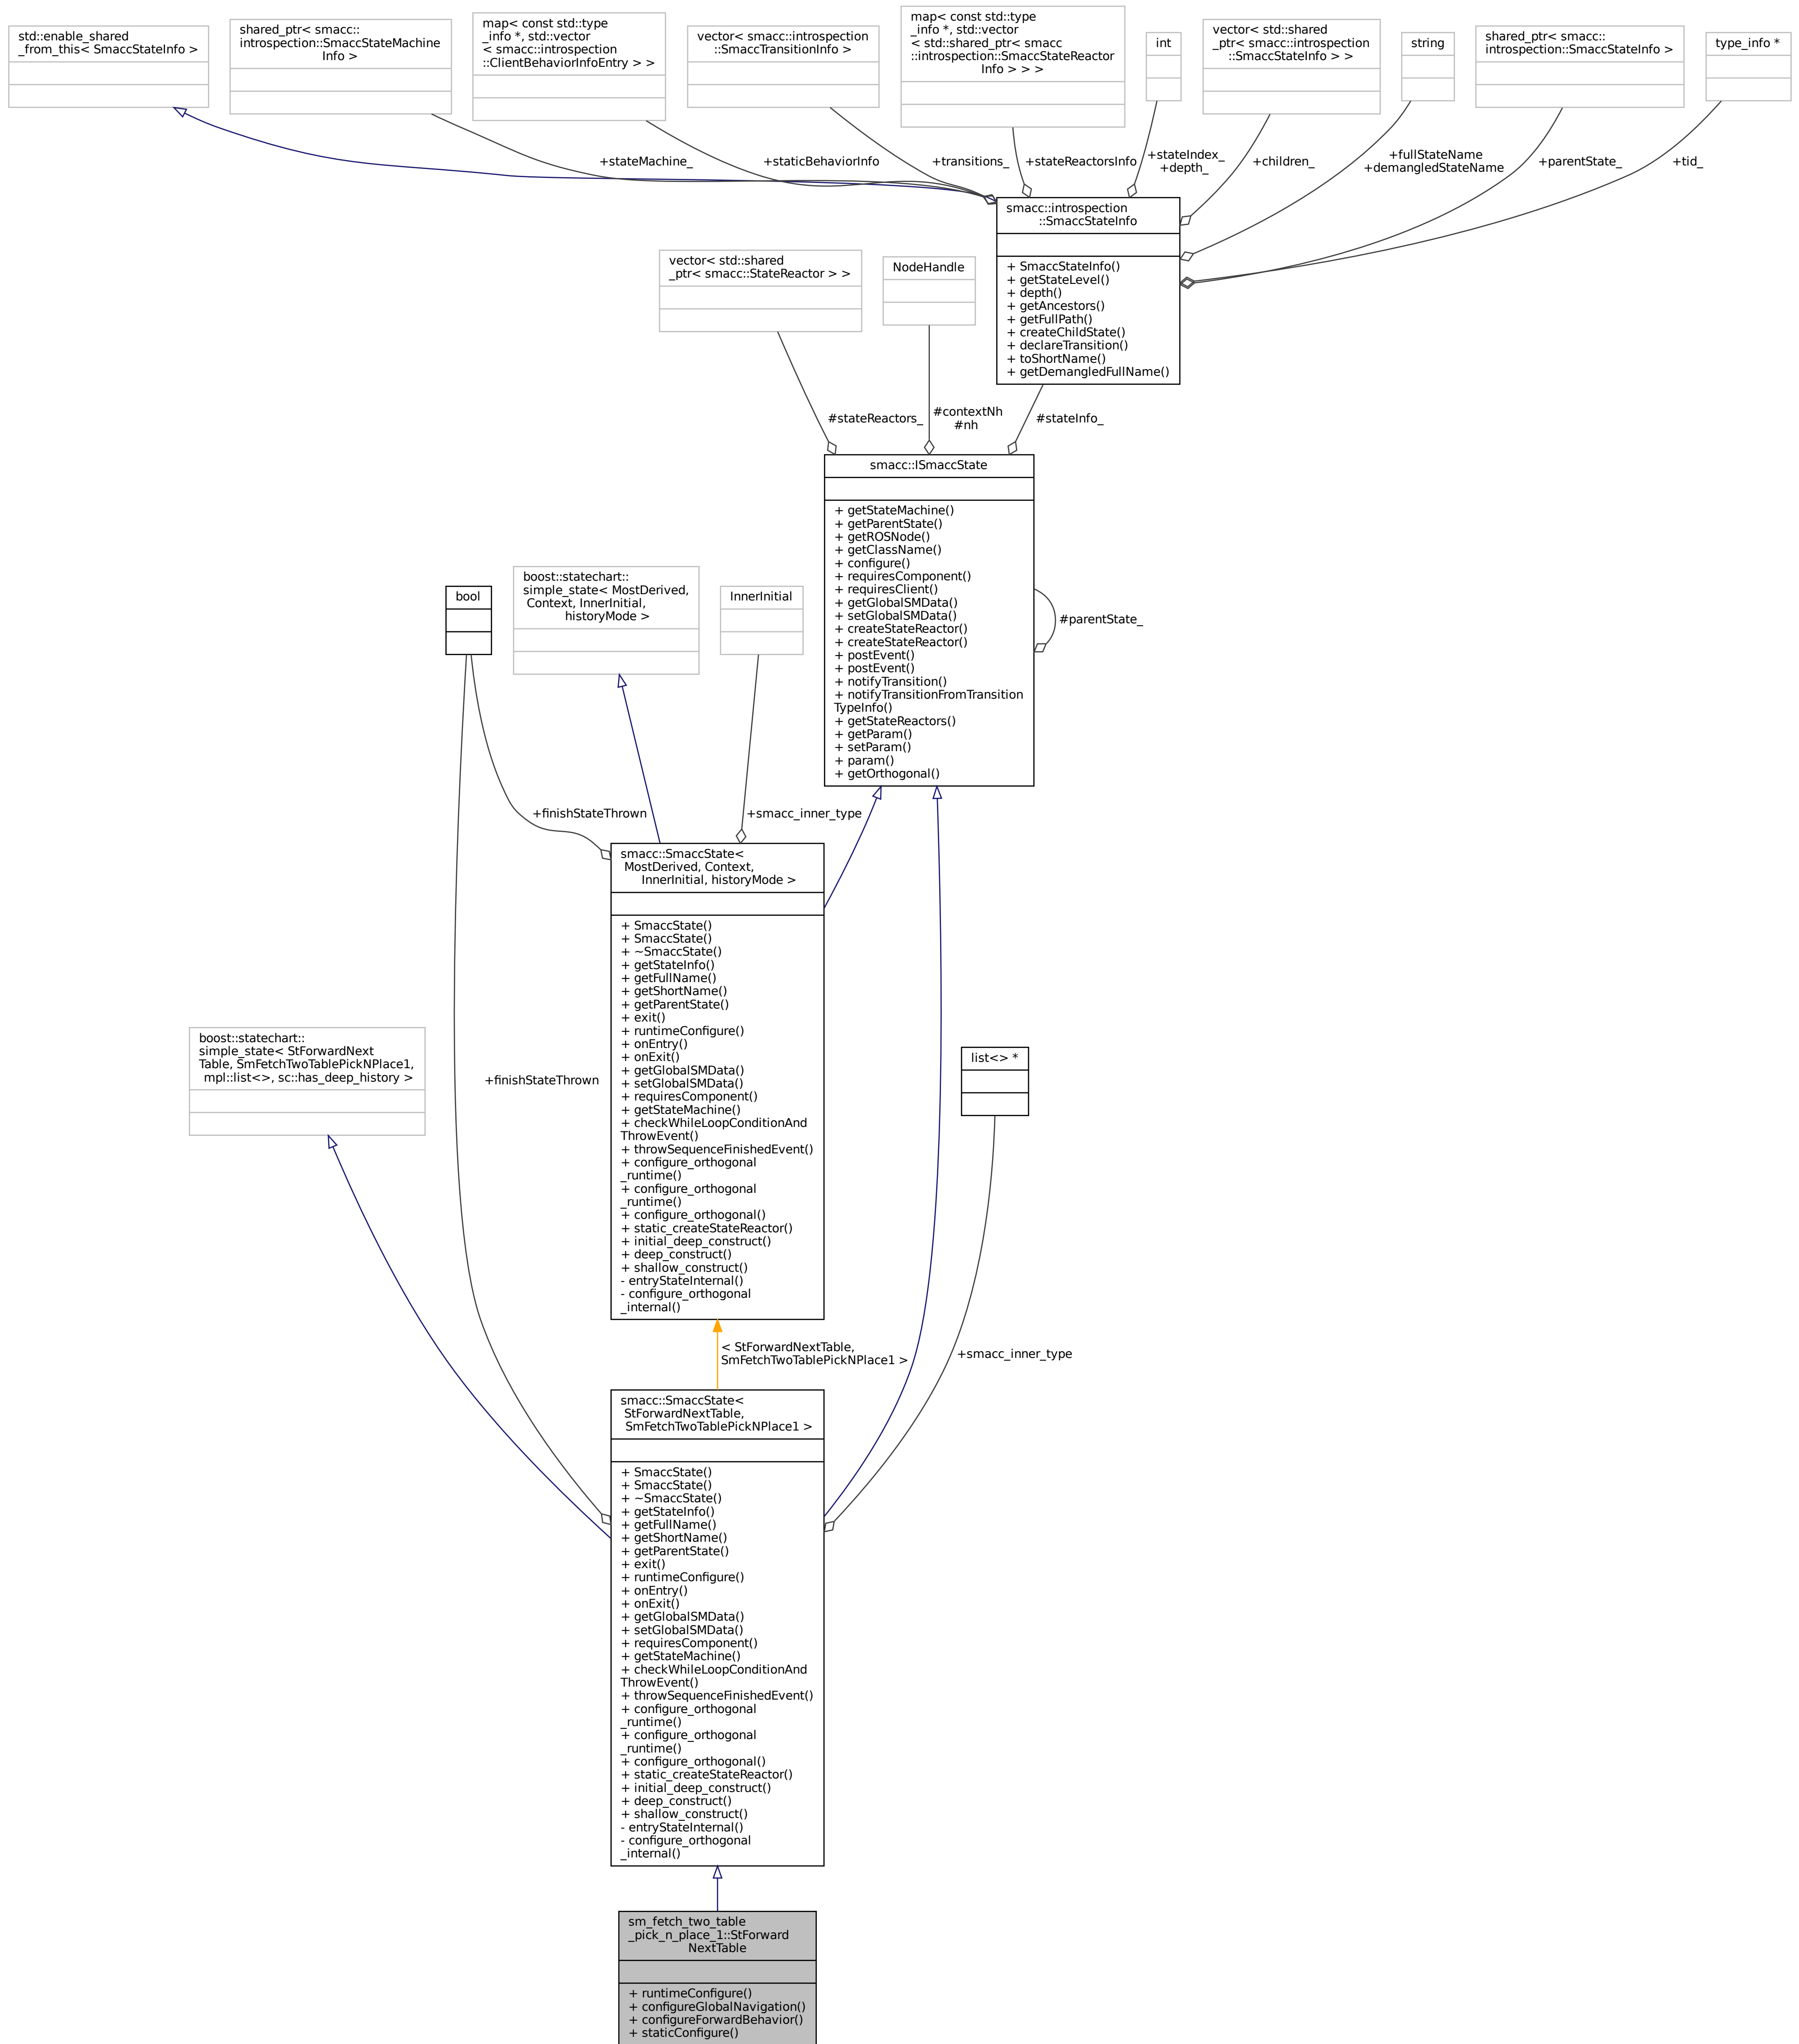 std::enable_shared
_from_this< SmaccStateInfo >
shared_ptr< smacc::
introspection::SmaccStateMachine
Info >
map< const std::type
_info *, std::vector
< smacc::introspection
::ClientBehaviorInfoEntry > >
vector< smacc::introspection
::SmaccTransitionInfo >
map< const std::type
_info *, std::vector
< std::shared_ptr< smacc
::introspection::SmaccStateReactor
Info > > >
int
vector< std::shared
_ptr< smacc::introspection
::SmaccStateInfo > >
string
shared_ptr< smacc::
introspection::SmaccStateInfo >
type_info *
+stateMachine_
+staticBehaviorInfo
+transitions_
+stateReactorsInfo
+stateIndex_
+depth_
+children_
+fullStateName
+demangledStateName
+parentState_
+tid_
smacc::introspection
::SmaccStateInfo
+ SmaccStateInfo()
+ getStateLevel()
+ depth()
+ getAncestors()
+ getFullPath()
+ createChildState()
+ declareTransition()
+ toShortName()
+ getDemangledFullName()
vector< std::shared
_ptr< smacc::StateReactor > >
NodeHandle
#stateReactors_
#contextNh
#nh
#stateInfo_
smacc::ISmaccState
+ getStateMachine()
+ getParentState()
+ getROSNode()
+ getClassName()
+ configure()
+ requiresComponent()
+ requiresClient()
+ getGlobalSMData()
+ setGlobalSMData()
+ createStateReactor()
+ createStateReactor()
+ postEvent()
+ postEvent()
+ notifyTransition()
+ notifyTransitionFromTransition
TypeInfo()
+ getStateReactors()
+ getParam()
+ setParam()
+ param()
+ getOrthogonal()
#parentState_
bool
boost::statechart::
simple_state< MostDerived,
Context, InnerInitial,
historyMode >
InnerInitial
+finishStateThrown
+smacc_inner_type
smacc::SmaccState<
MostDerived, Context,
InnerInitial, historyMode >
+ SmaccState()
+ SmaccState()
+ ~SmaccState()
+ getStateInfo()
+ getFullName()
+ getShortName()
+ getParentState()
+ exit()
+ runtimeConfigure()
+ onEntry()
+ onExit()
+ getGlobalSMData()
+ setGlobalSMData()
+ requiresComponent()
+ getStateMachine()
+ checkWhileLoopConditionAnd
ThrowEvent()
+ throwSequenceFinishedEvent()
+ configure_orthogonal
_runtime()
+ configure_orthogonal
_runtime()
+ configure_orthogonal()
+ static_createStateReactor()
+ initial_deep_construct()
+ deep_construct()
+ shallow_construct()
- entryStateInternal()
- configure_orthogonal
_internal()
boost::statechart::
simple_state< StForwardNext
Table, SmFetchTwoTablePickNPlace1,
mpl::list<>, sc::has_deep_history >
+finishStateThrown
list<> *
< StForwardNextTable,
SmFetchTwoTablePickNPlace1 >
+smacc_inner_type
smacc::SmaccState<
StForwardNextTable,
SmFetchTwoTablePickNPlace1 >
+ SmaccState()
+ SmaccState()
+ ~SmaccState()
+ getStateInfo()
+ getFullName()
+ getShortName()
+ getParentState()
+ exit()
+ runtimeConfigure()
+ onEntry()
+ onExit()
+ getGlobalSMData()
+ setGlobalSMData()
+ requiresComponent()
+ getStateMachine()
+ checkWhileLoopConditionAnd
ThrowEvent()
+ throwSequenceFinishedEvent()
+ configure_orthogonal
_runtime()
+ configure_orthogonal
_runtime()
+ configure_orthogonal()
+ static_createStateReactor()
+ initial_deep_construct()
+ deep_construct()
+ shallow_construct()
- entryStateInternal()
- configure_orthogonal
_internal()
sm_fetch_two_table
_pick_n_place_1::StForward
NextTable
+ runtimeConfigure()
+ configureGlobalNavigation()
+ configureForwardBehavior()
+ staticConfigure()